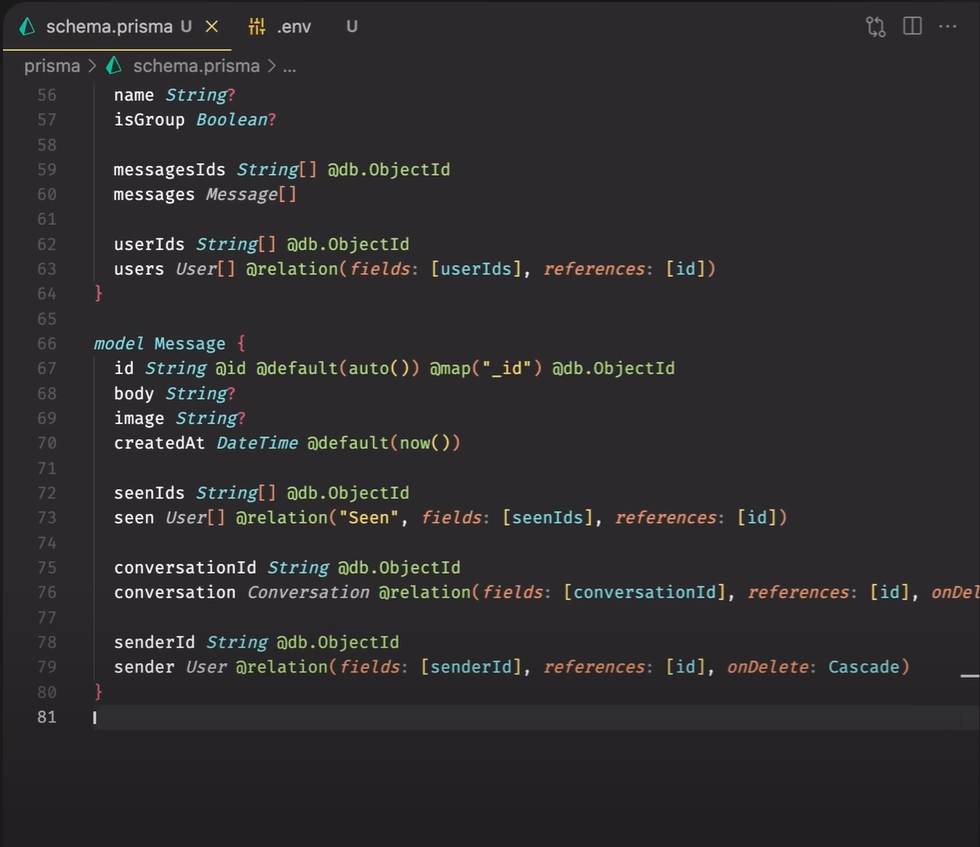 schema.prisma U .env U
prisma > schema.prisma > ...
56 name String?
57 isGroup Boolean?
58
59 messagesIds String[] @db.ObjectId
60 messages Message[]
61
62 userIds String[] @db.ObjectId
63 users User[] @relation(fields: [userIds], references: [id])
64 }
65
66 model Message {
67 id String @id @default(auto()) @map("_id") @db.ObjectId
68 body String?
69 image String?
70 createdAt DateTime @default(now())
71
72 seenIds String[] @db.ObjectId
73 seen User[] @relation("Seen", fields: [seenIds], references: [id])
74
75 conversationId String @db.ObjectId
76 conversation Conversation @relation(fields: [conversationId], references: [id], onDel
77
78 senderId String @db.ObjectId
79 sender User @relation(fields: [senderId], references: [id], onDelete: Cascade)
80 }
81